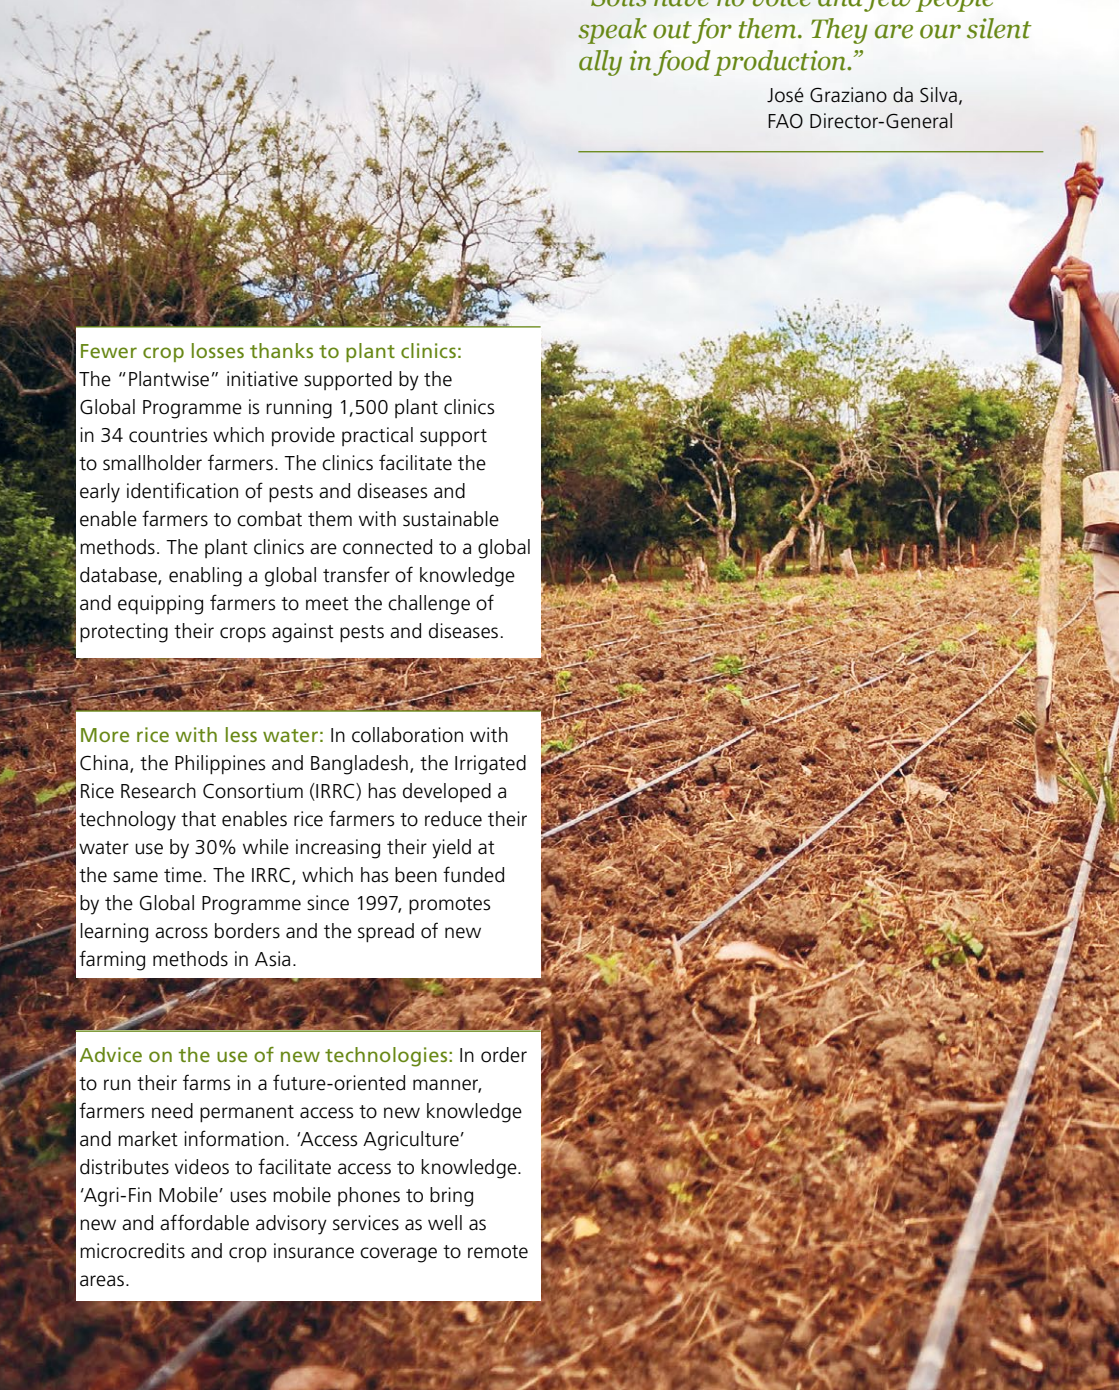 “Soils have no voice and few people
speak out for them. They are our silent
ally in food production.”
José Graziano da Silva,
FAO Director-General
Fewer crop losses thanks to plant clinics:
The “Plantwise” initiative supported by the
Global Programme is running 1,500 plant clinics
in 34 countries which provide practical support
to smallholder farmers. The clinics facilitate the
early identification of pests and diseases and
enable farmers to combat them with sustainable
methods. The plant clinics are connected to a global
database, enabling a global transfer of knowledge
and equipping farmers to meet the challenge of
protecting their crops against pests and diseases.
More rice with less water: In collaboration with
China, the Philippines and Bangladesh, the Irrigated
Rice Research Consortium (IRRC) has developed a
technology that enables rice farmers to reduce their
water use by 30% while increasing their yield at
the same time. The IRRC, which has been funded
by the Global Programme since 1997, promotes
learning across borders and the spread of new
farming methods in Asia.
Advice on the use of new technologies: In order
to run their farms in a future-oriented manner,
farmers need permanent access to new knowledge
and market information. ‘Access Agriculture’
distributes videos to facilitate access to knowledge.
‘Agri-Fin Mobile’ uses mobile phones to bring
new and affordable advisory services as well as
microcredits and crop insurance coverage to remote
areas.